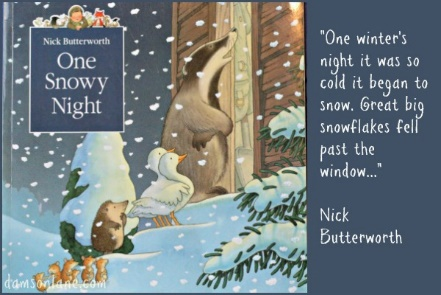 Nick Butterworth
One
Snowy
Night
"One winter's
night it was so
cold it began to
snow. Great big
snowflakes fell
past the
window..."
Nick
Butterworth
damsonlane.com